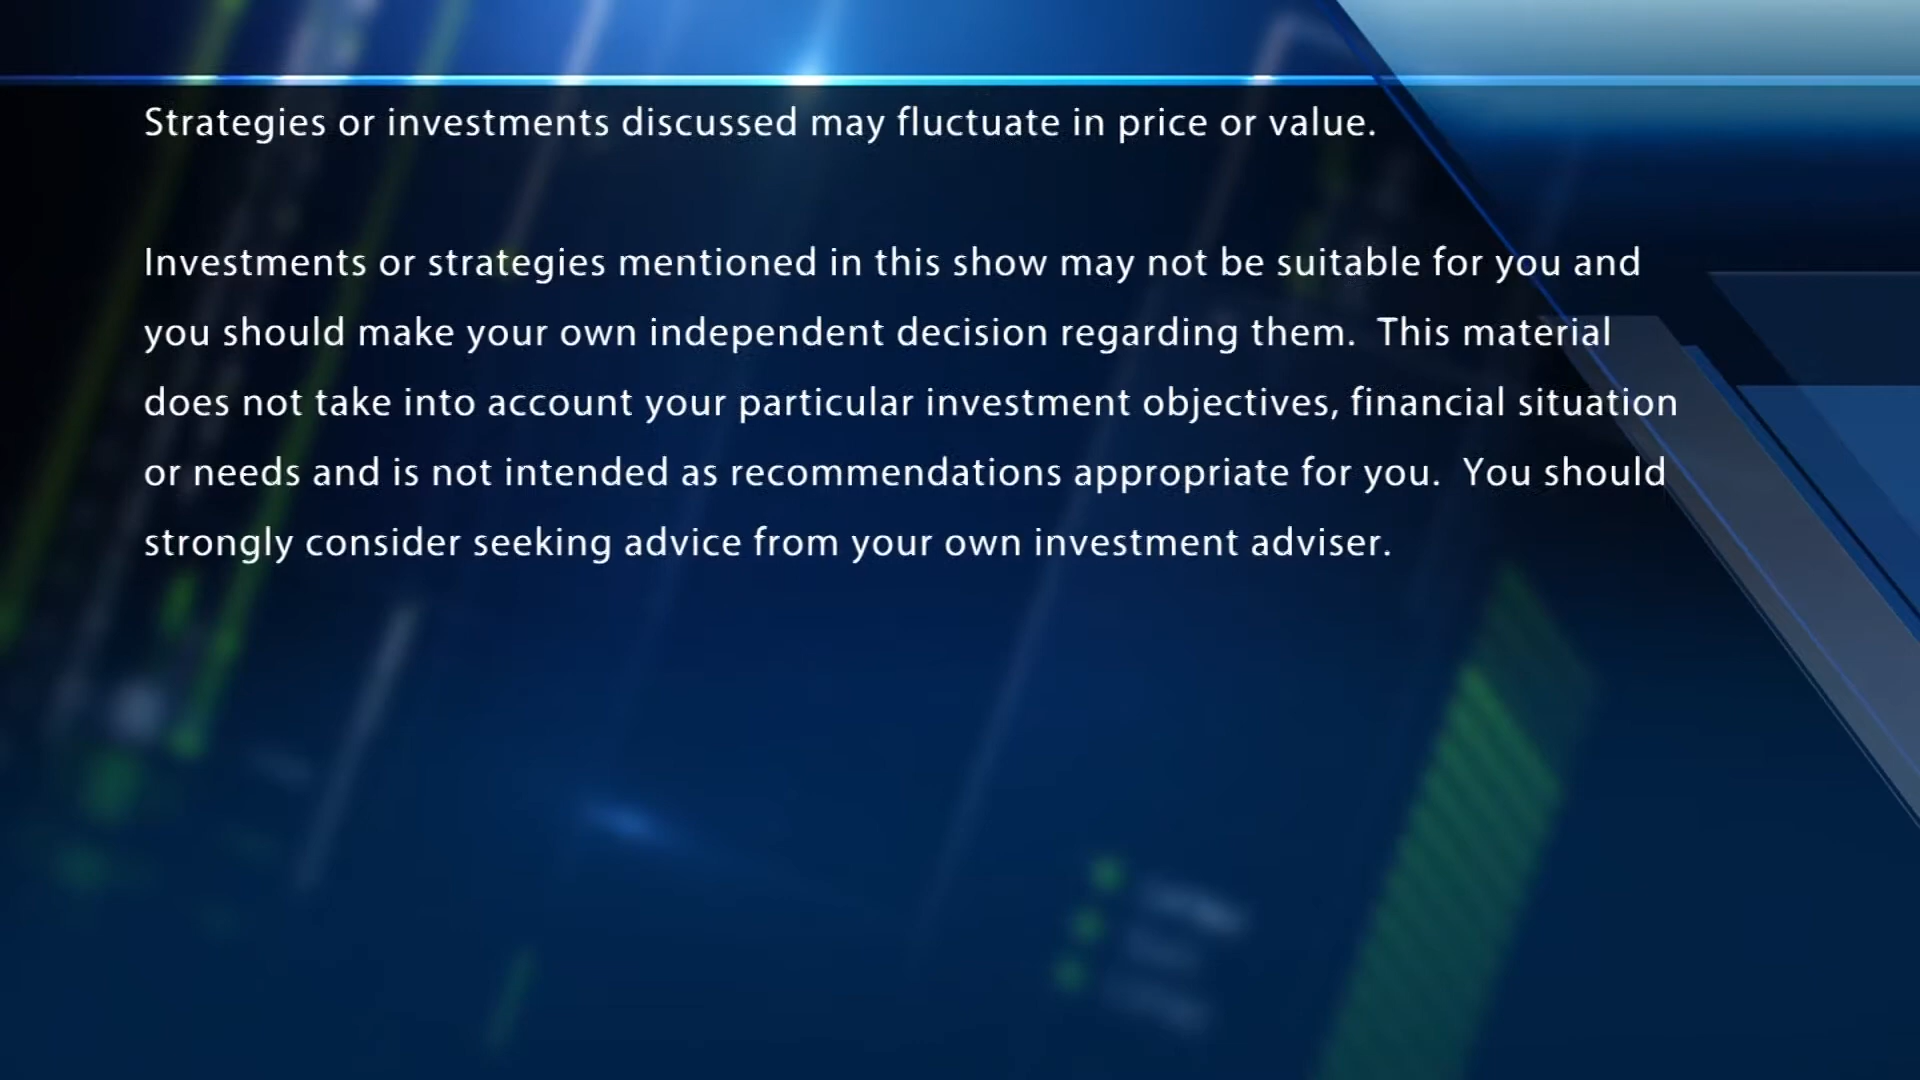 Strategies or investments discussed may fluctuate in price or value.
Investments or strategies mentioned in this show may not be suitable for you and
you should make your own independent decision regarding them.  This material
does not take into account your particular investment objectives, financial situation
or needs and is not intended as recommendations appropriate for you.  You should
strongly consider seeking advice from your own investment adviser.